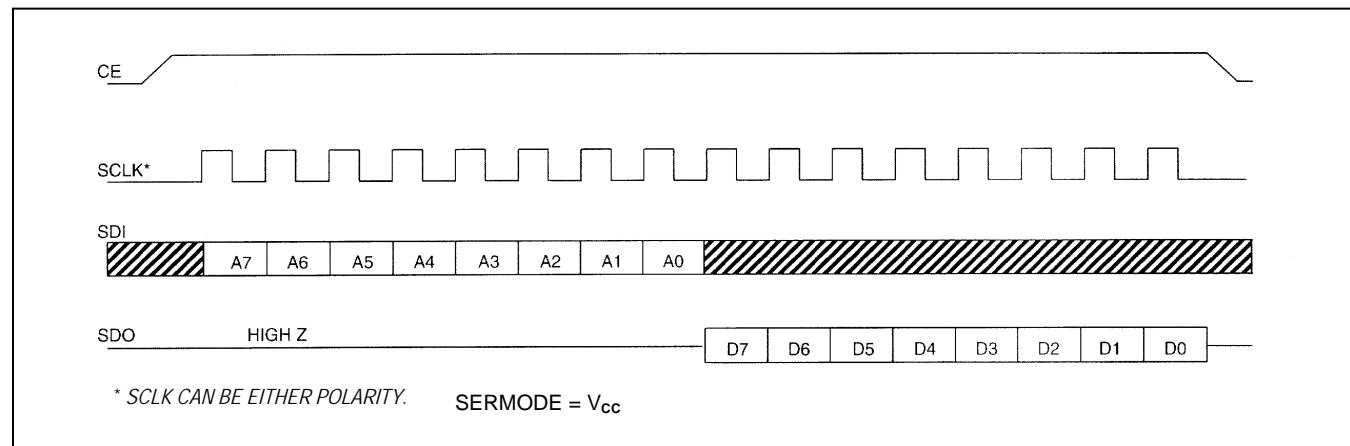 CE
SCLK*
SDI
A7 A6 A5 A4 A3 A2 A1 A0
SDO HIGH Z
D7 D6 D5 D4 D3 D2 D1 D0
* SCLK CAN BE EITHER POLARITY. SERMODE = Vcc